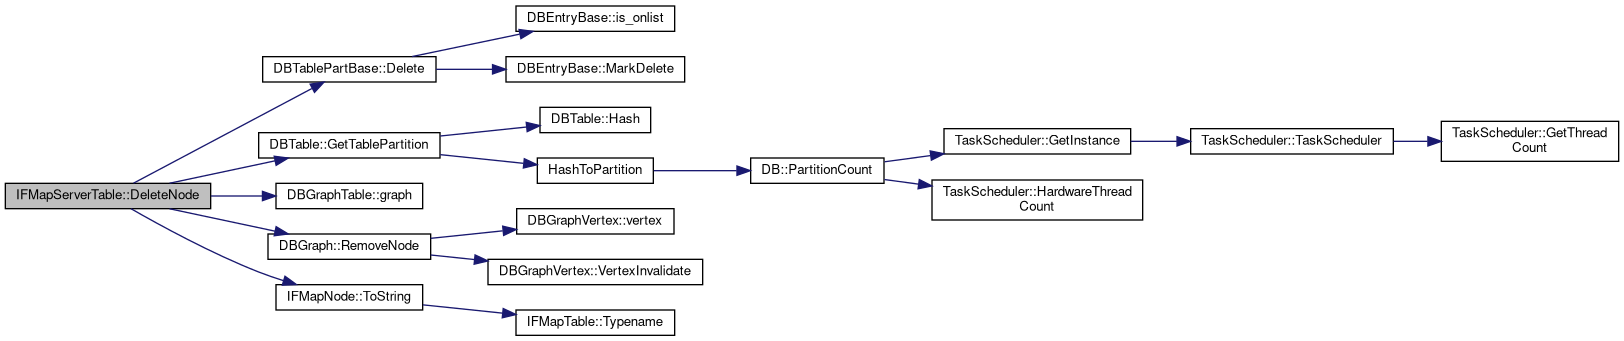 DBEntryBase::is_onlist
DBTablePartBase::Delete
DBEntryBase::MarkDelete
DBTable::Hash
DBTable::GetTablePartition
HashToPartition
TaskScheduler::GetInstance
TaskScheduler::TaskScheduler
TaskScheduler::GetThread
Count
DB::PartitionCount
TaskScheduler::HardwareThread
Count
IFMapServerTable::DeleteNode
DBGraphTable::graph
DBGraphVertex::vertex
DBGraph::RemoveNode
DBGraphVertex::VertexInvalidate
IFMapNode::ToString
IFMapTable::Typename